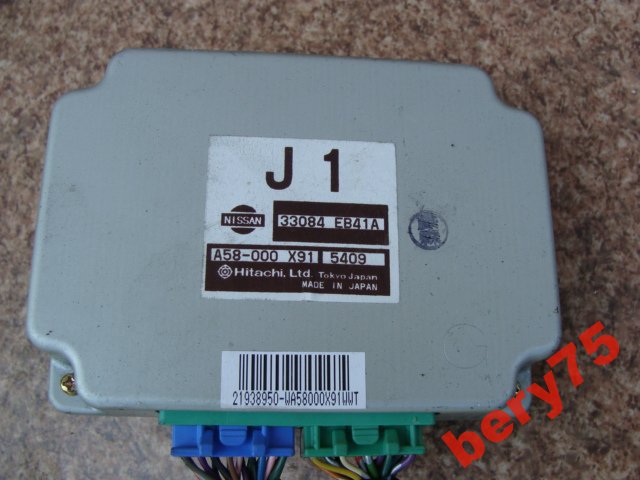 J 1
NISSAN 33084 EB41A
A58-000 X91 5409
Hitachi, Ltd. Tokyo Japan
MADE IN JAPAN
G
21938950-WA58000X91WWT
bery75